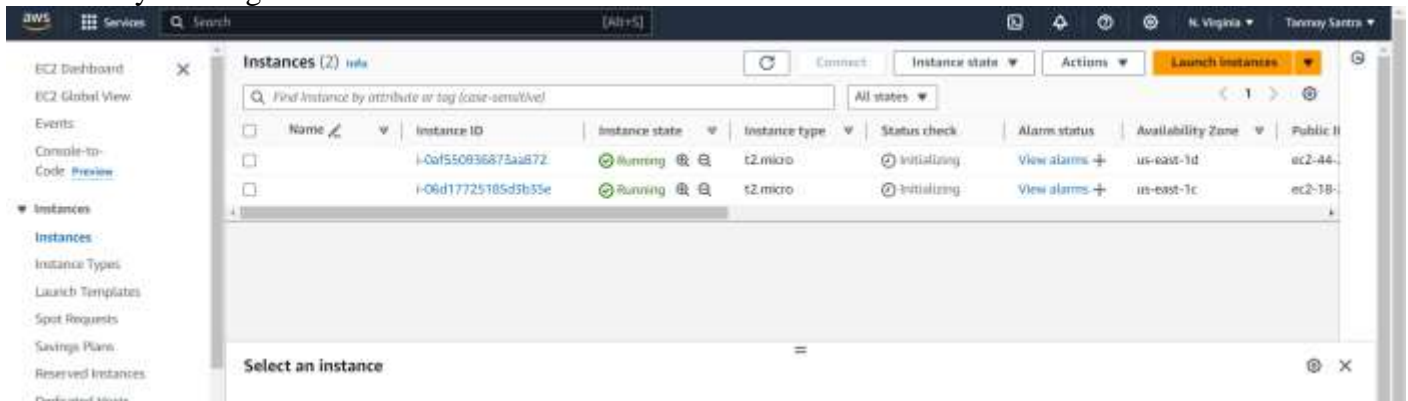 aws Services Search [Alt+S] N. Virginia Tanmoy Santra
EC2 Dashboard
EC2 Global View
Events
Console-to-
Code Preview
Instances
Instances
Instance Types
Launch Templates
Spot Requests
Savings Plans
Reserved Instances
Dedicated Hosts
Instances (2) Info Connect Instance state Actions Launch instances
Find Instance by attribute or tag (case-sensitive) All states 1
Name Instance ID Instance state Instance type Status check Alarm status Availability Zone Public
Running t2.micro Initializing View alarms + us-east-1d ec2-44-
Running t2.micro Initializing View alarms + us-east-1c ec2-18-
Select an instance